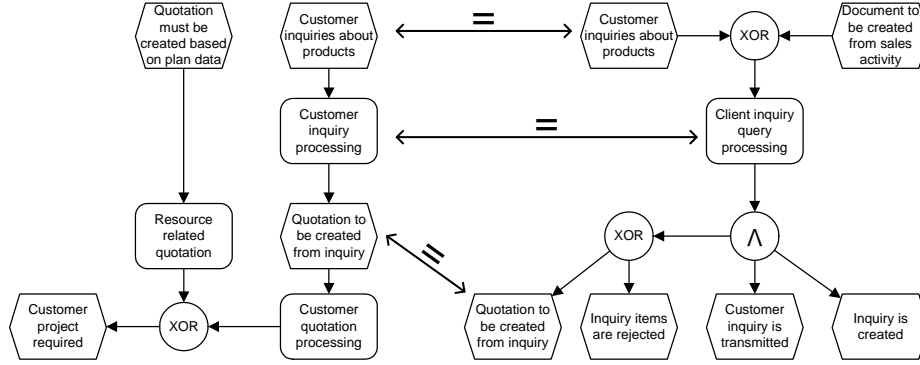 Quotation
must be
created based
on plan data
Customer
inquiries about
products
=
Customer
inquiries about
products
XOR
Document to
be created
from sales
activity
Customer
inquiry
processing
=
Client inquiry
query
processing
Resource
related
quotation
Quotation to
be created
from inquiry
=
XOR
Λ
Customer
project
required
XOR
Customer
quotation
processing
Quotation to
be created
from inquiry
Inquiry items
are rejected
Customer
inquiry is
transmitted
Inquiry is
created